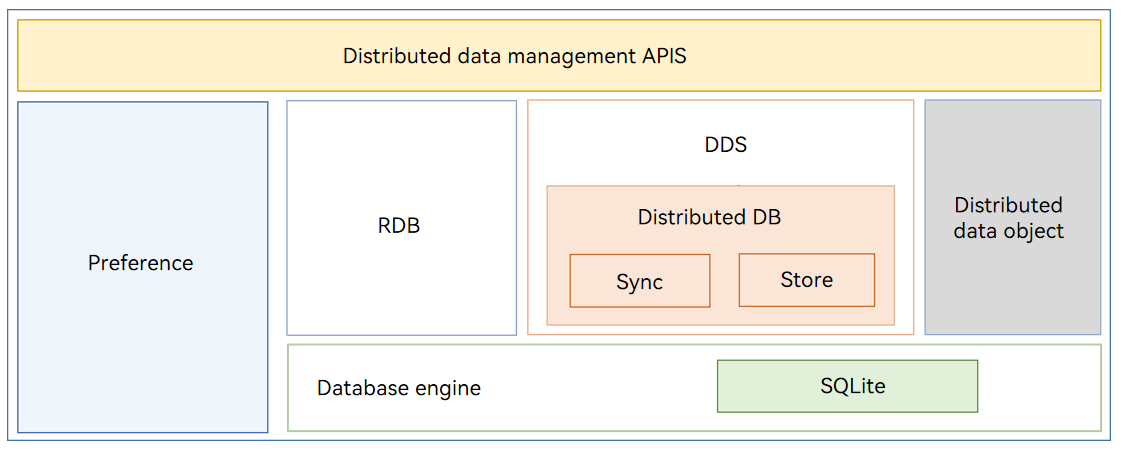 Distributed data management APIS
Preference
RDB
DDS
Distributed DB
Sync
Store
Distributed
data object
Database engine
SQLite